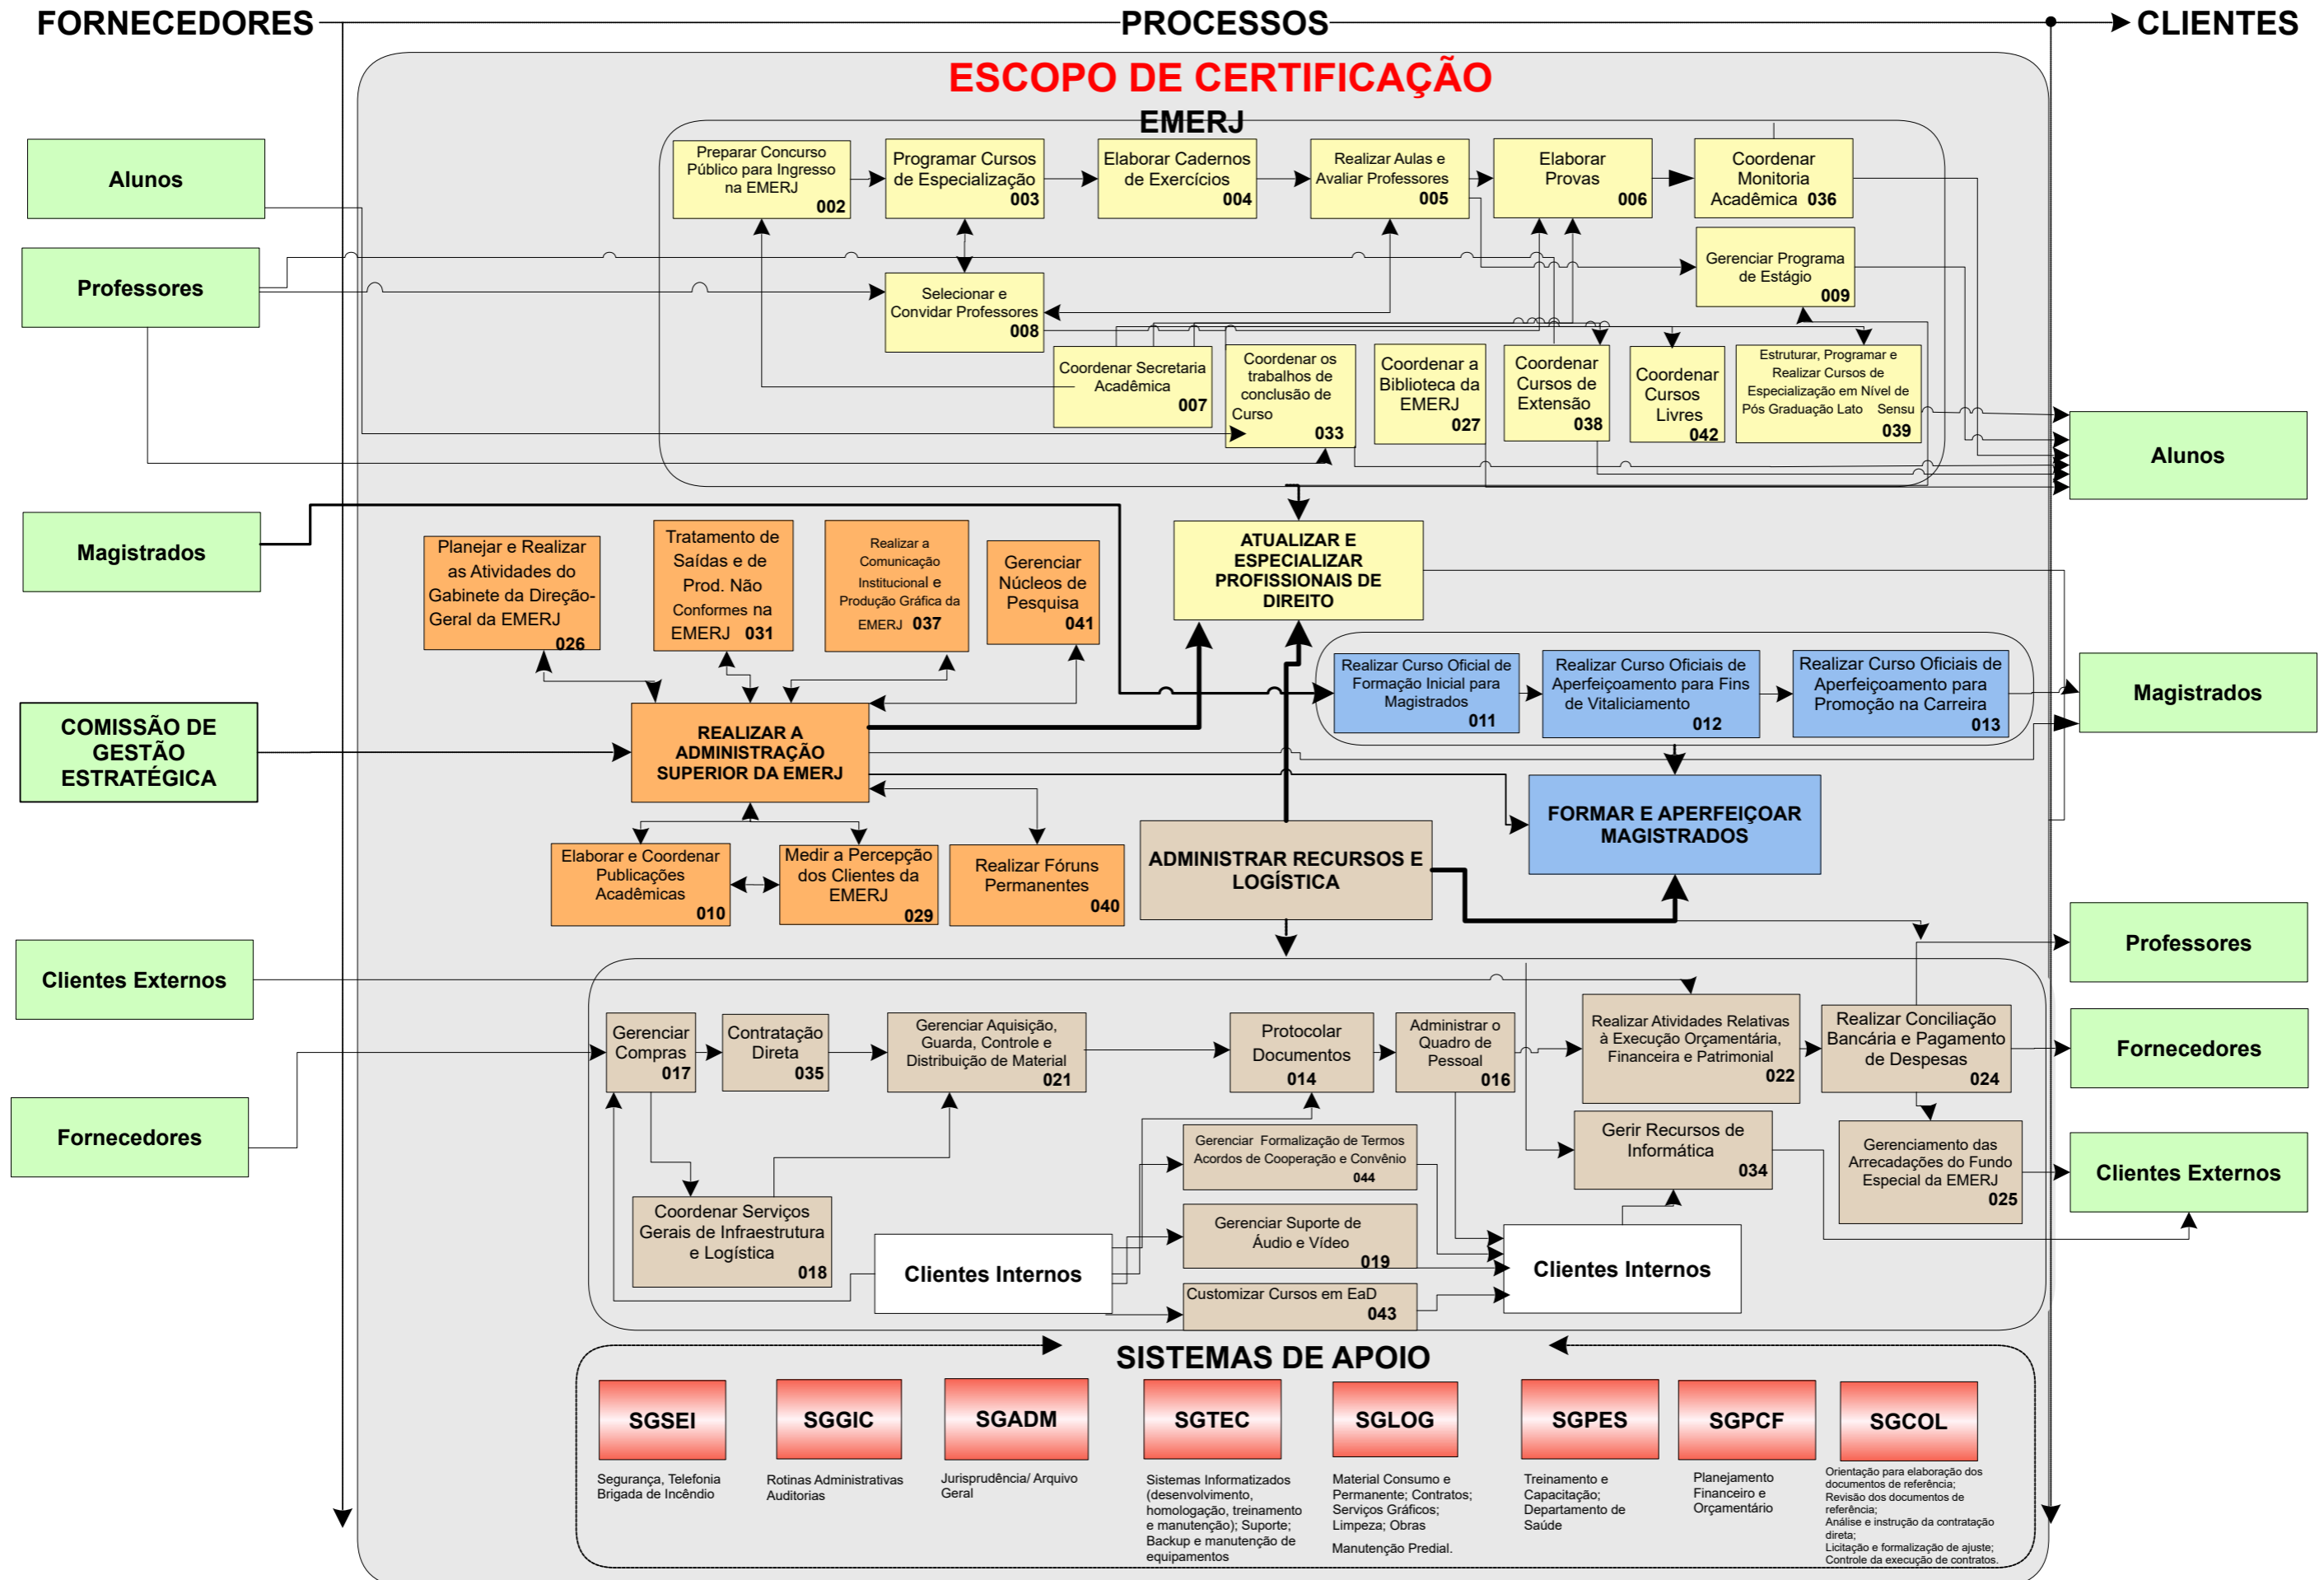 FORNECEDORES
PROCESSOS
CLIENTES
ESCOPO DE CERTIFICAÇÃO
EMERJ
Alunos
Preparar Concurso
Público para Ingresso
na EMERJ
002
Programar Cursos
de Especialização
003
Elaborar Cadernos
de Exercícios
004
Realizar Aulas e
Avaliar Professores
005
Elaborar
Provas
006
Coordenar
Monitoria
Acadêmica 036
Professores
Selecionar e
Convidar Professores
008
Gerenciar Programa
de Estágio
009
Coordenar Secretaria
Acadêmica
007
Coordenar os
trabalhos de
conclusão de
Curso
033
Coordenar a
Biblioteca da
EMERJ
027
Coordenar
Cursos de
Extensão
038
Coordenar
Cursos
Livres
042
Estruturar, Programar e
Realizar Cursos de
Especialização em Nível de
Pós Graduação Lato Sensu
039
Alunos
Magistrados
Planejar e Realizar
as Atividades do
Gabinete da Direção-
Geral da EMERJ
026
Tratamento de
Saídas e de
Prod. Não
Conformes na
EMERJ 031
Realizar a
Comunicação
Institucional e
Produção Gráfica da
EMERJ 037
Gerenciar
Núcleos de
Pesquisa
041
ATUALIZAR E
ESPECIALIZAR
PROFISSIONAIS DE
DIREITO
Realizar Curso Oficial de
Formação Inicial para
Magistrados
011
Realizar Curso Oficiais de
Aperfeiçoamento para Fins
de Vitaliciamento
012
Realizar Curso Oficiais de
Aperfeiçoamento para
Promoção na Carreira
013
Magistrados
COMISSÃO DE
GESTÃO
ESTRATÉGICA
REALIZAR A
ADMINISTRAÇÃO
SUPERIOR DA EMERJ
FORMAR E APERFEIÇOAR
MAGISTRADOS
Elaborar e Coordenar
Publicações
Acadêmicas
010
Medir a Percepção
dos Clientes da
EMERJ
029
Realizar Fóruns
Permanentes
040
ADMINISTRAR RECURSOS E
LOGÍSTICA
Clientes Externos
Professores
Gerenciar
Compras
017
Contratação
Direta
035
Gerenciar Aquisição,
Guarda, Controle e
Distribuição de Material
021
Protocolar
Documentos
014
Administrar o
Quadro de
Pessoal
016
Realizar Atividades Relativas
à Execução Orçamentária,
Financeira e Patrimonial
022
Realizar Conciliação
Bancária e Pagamento
de Despesas
024
Fornecedores
Fornecedores
Gerenciar Formalização de Termos
Acordos de Cooperação e Convênio
044
Gerir Recursos de
Informática
034
Gerenciamento das
Arrecadações do Fundo
Especial da EMERJ
025
Clientes Externos
Coordenar Serviços
Gerais de Infraestrutura
e Logística
018
Clientes Internos
Gerenciar Suporte de
Áudio e Vídeo
019
Clientes Internos
Customizar Cursos em EaD
043
SISTEMAS DE APOIO
SGSEI
Segurança, Telefonia
Brigada de Incêndio
SGGIC
Rotinas Administrativas
Auditorias
SGADM
Jurisprudência/ Arquivo
Geral
SGTEC
Sistemas Informatizados
(desenvolvimento,
homologação, treinamento
e manutenção); Suporte;
Backup e manutenção de
equipamentos
SGLOG
Material Consumo e
Permanente; Contratos;
Serviços Gráficos;
Limpeza; Obras
Manutenção Predial.
SGPES
Treinamento e
Capacitação;
Departamento de
Saúde
SGPCF
Planejamento
Financeiro e
Orçamentário
SGCOL
Orientação para elaboração dos
documentos de referência;
Revisão dos documentos de
referência;
Análise e instrução da contratação
direta;
Licitação e formalização de ajuste;
Controle da execução de contratos.